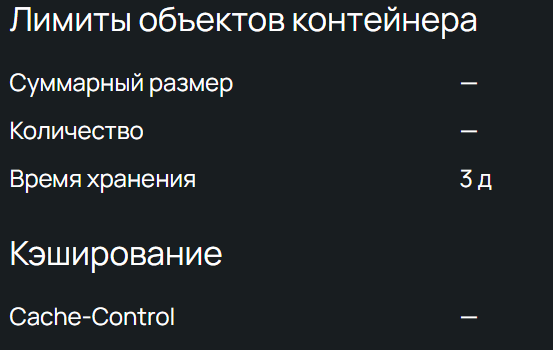 Лимиты объектов контейнера
Суммарный размер —
Количество —
Время хранения 3 д
Кэширование
Cache-Control —